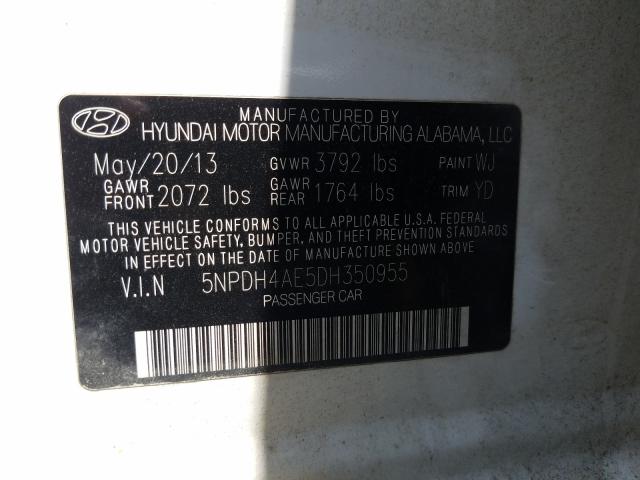 MANUFACTURED BY
HYUNDAI MOTOR MANUFACTURING ALABAMA, LLC
May/20/13 GVWR 3792 lbs PAINT WJ
GAWR FRONT 2072 lbs GAWR REAR 1764 lbs TRIM YD
THIS VEHICLE CONFORMS TO ALL APPLICABLE U.S.A. FEDERAL
MOTOR VEHICLE SAFETY, BUMPER, AND THEFT PREVENTION STANDARDS
IN EFFECT ON THE DATE OF MANUFACTURE SHOWN ABOVE.
V.I.N 5NPDH4AE5DH350955
PASSENGER CAR